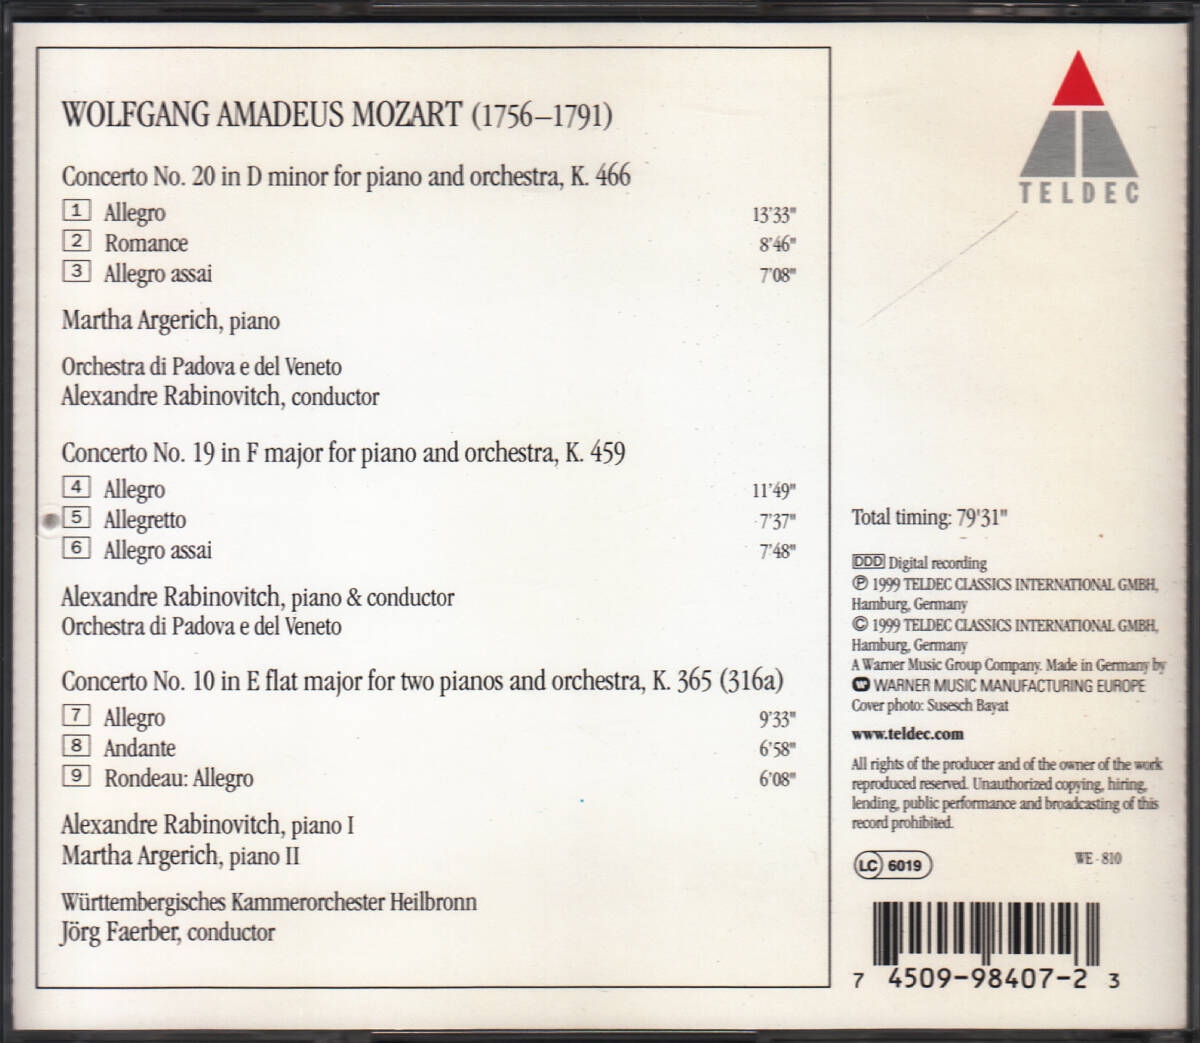 WOLFGANG AMADEUS MOZART (1756–1791)
Concerto No. 20 in D minor for piano and orchestra, K. 466
1 Allegro 13'33"
2 Romance 8'46"
3 Allegro assai 7'08"
Martha Argerich, piano
Orchestra di Padova e del Veneto
Alexandre Rabinovitch, conductor
Concerto No. 19 in F major for piano and orchestra, K. 459
4 Allegro 11'49"
5 Allegretto 7'37"
6 Allegro assai 7'48"
Alexandre Rabinovitch, piano & conductor
Orchestra di Padova e del Veneto
Concerto No. 10 in E flat major for two pianos and orchestra, K. 365 (316a)
7 Allegro 9'33"
8 Andante 6'58"
9 Rondeau: Allegro 6'08"
Alexandre Rabinovitch, piano I
Martha Argerich, piano II
Württembergisches Kammerorchester Heilbronn
Jörg Faerber, conductor
TELDEC
Total timing: 79'31"
DDD Digital recording
℗ 1999 TELDEC CLASSICS INTERNATIONAL GMBH,
Hamburg, Germany
© 1999 TELDEC CLASSICS INTERNATIONAL GMBH,
Hamburg, Germany
A Warner Music Group Company. Made in Germany by
WARNER MUSIC MANUFACTURING EUROPE
Cover photo: Susesch Bayat
www.teldec.com
All rights of the producer and of the owner of the work
reproduced reserved. Unauthorized copying, hiring,
lending, public performance and broadcasting of this
record prohibited.
LC 6019
WE - 810
7 4509-98407-2 3